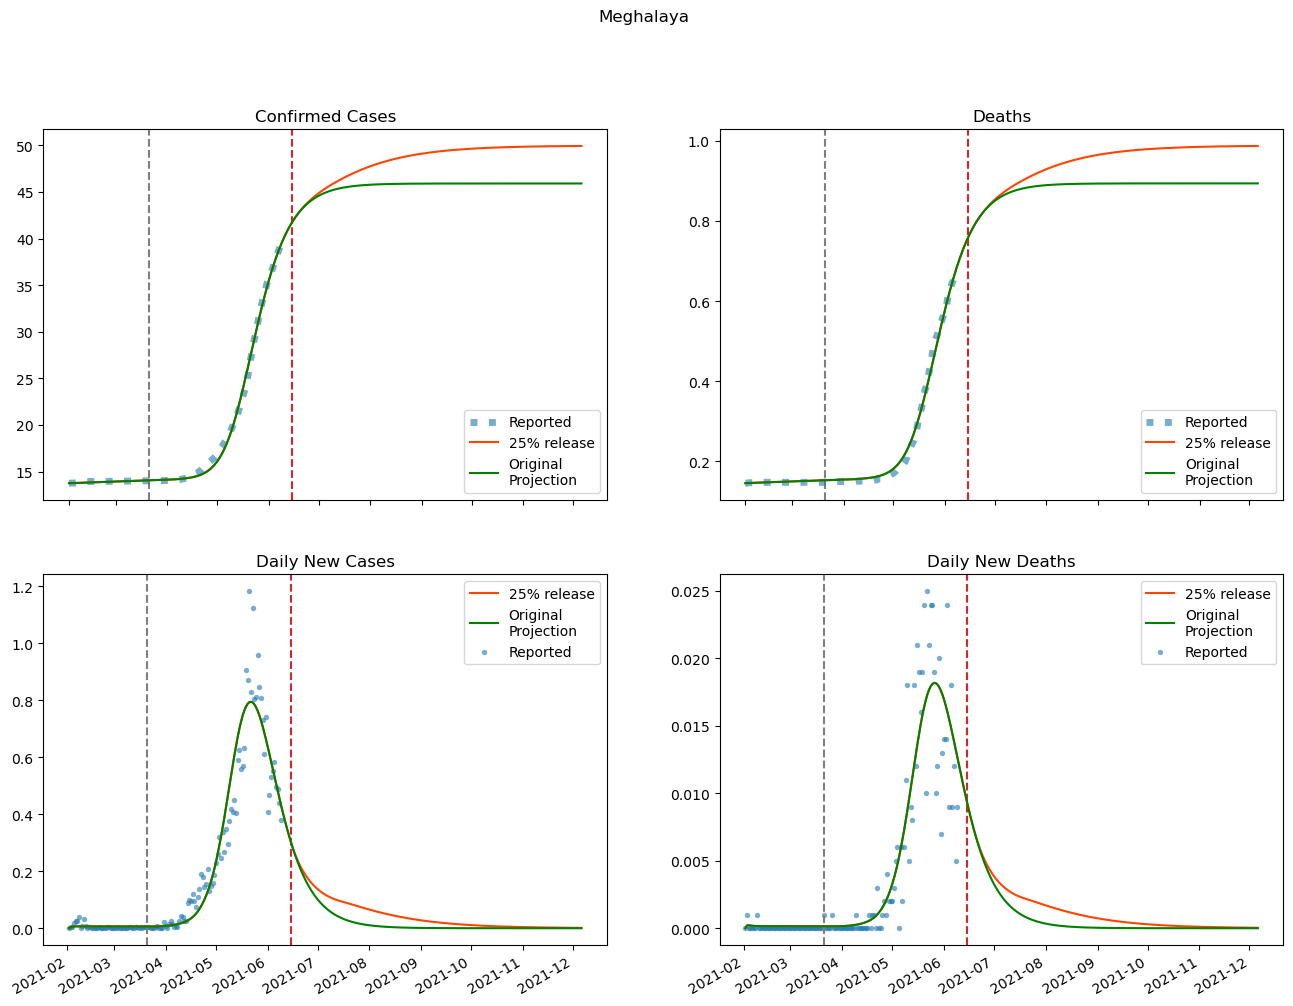 Meghalaya
Confirmed Cases
50
45
40
35
30
25
20
15
Reported
25% release
Original
Projection
Deaths
1.0
0.8
0.6
0.4
0.2
Reported
25% release
Original
Projection
Daily New Cases
1.2
1.0
0.8
0.6
0.4
0.2
0.0
25% release
Original
Projection
Reported
2021-02
2021-03
2021-04
2021-05
2021-06
2021-07
2021-08
2021-09
2021-10
2021-11
2021-12
Daily New Deaths
0.025
0.020
0.015
0.010
0.005
0.000
25% release
Original
Projection
Reported
2021-02
2021-03
2021-04
2021-05
2021-06
2021-07
2021-08
2021-09
2021-10
2021-11
2021-12